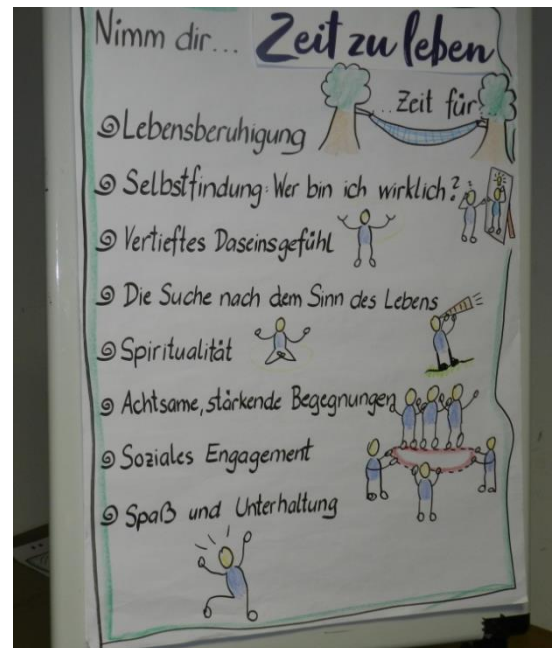 Nimm dir... Zeit zu leben
...Zeit für:
Lebensberuhigung
Selbstfindung: Wer bin ich wirklich?
Vertieftes Daseinsgefühl
Die Suche nach dem Sinn des Lebens
Spiritualität
Achtsame, stärkende Begegnungen
Soziales Engagement
Spaß und Unterhaltung